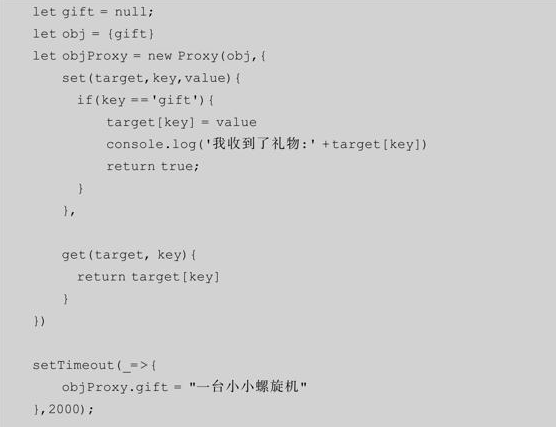 let gift = null;
let obj = {gift}
let objProxy = new Proxy(obj,{
    set(target,key,value){
      if(key =='gift'){
          target[key] = value
          console.log('我收到了礼物:' +target[key])
          return true;
      }
    },

    get(target, key){
      return target[key]
    }
})

setTimeout(_=>{
    objProxy.gift = "一台小小螺旋机"
},2000);